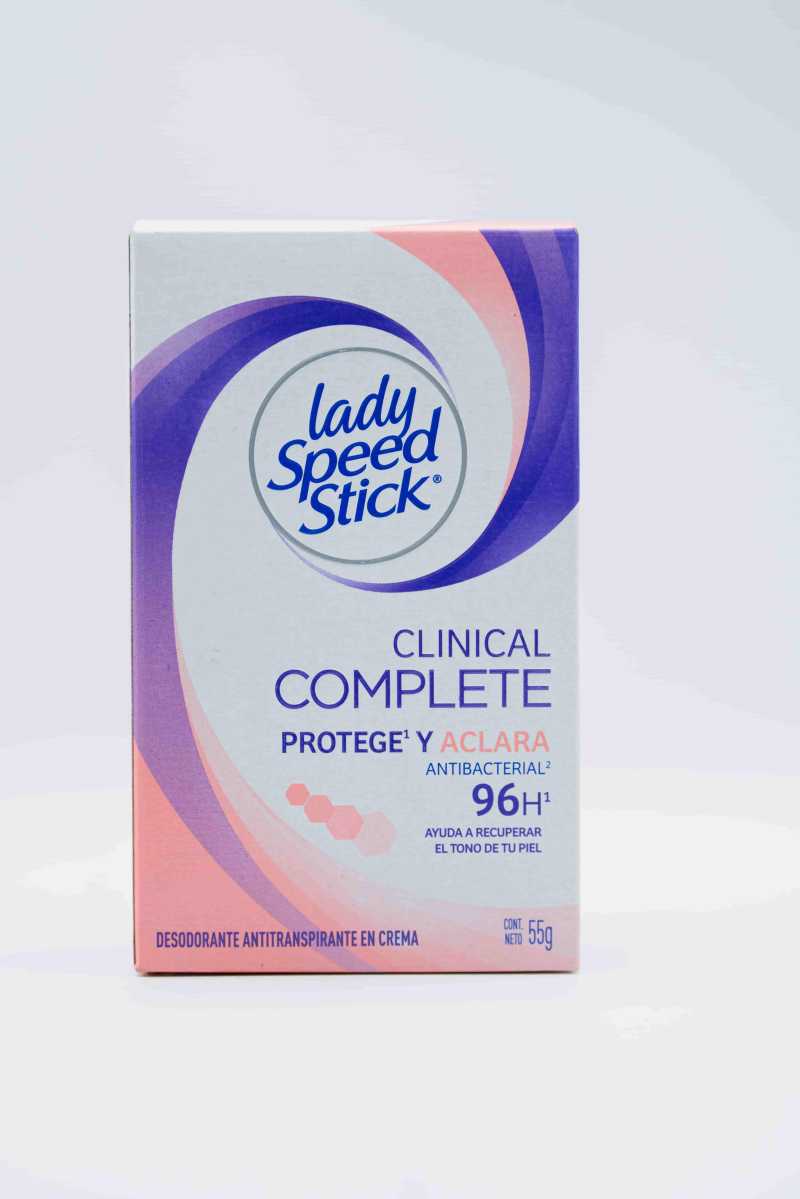 lady
Speed
Stick®
CLINICAL
COMPLETE
PROTEGE¹ Y ACLARA
ANTIBACTERIAL²
96H¹
AYUDA A RECUPERAR
EL TONO DE TU PIEL
DESODORANTE ANTITRANSPIRANTE EN CREMA
CONT.
NETO 55g